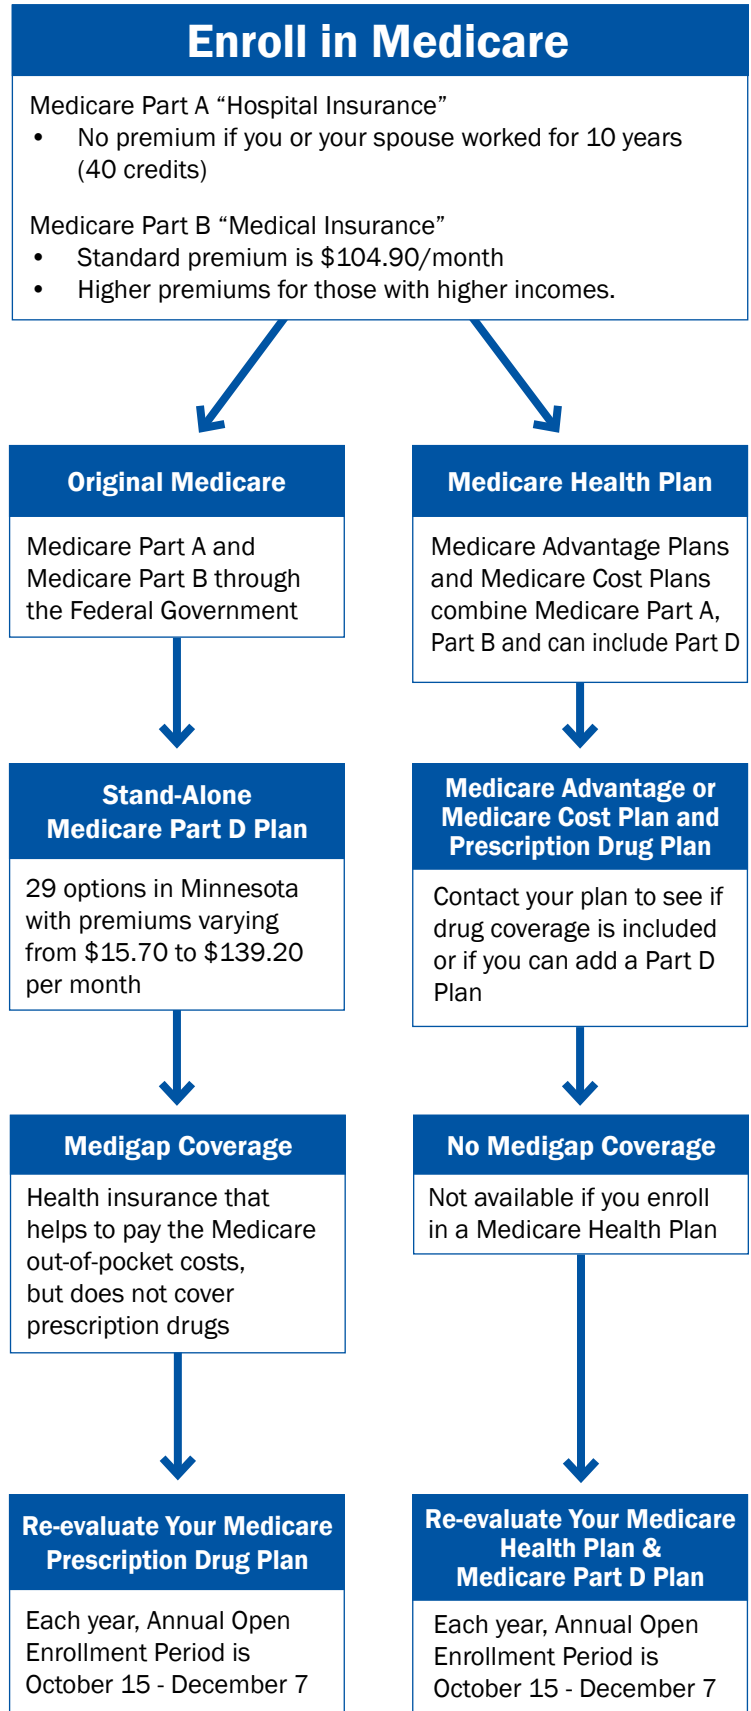 Enroll in Medicare
Medicare Part A “Hospital Insurance”
• No premium if you or your spouse worked for 10 years
(40 credits)
Medicare Part B “Medical Insurance”
• Standard premium is $104.90/month
• Higher premiums for those with higher incomes.
Original Medicare
Medicare Part A and
Medicare Part B through
the Federal Government
Medicare Health Plan
Medicare Advantage Plans
and Medicare Cost Plans
combine Medicare Part A,
Part B and can include Part D
Stand-Alone
Medicare Part D Plan
29 options in Minnesota
with premiums varying
from $15.70 to $139.20
per month
Medicare Advantage or
Medicare Cost Plan and
Prescription Drug Plan
Contact your plan to see if
drug coverage is included
or if you can add a Part D
Plan
Medigap Coverage
Health insurance that
helps to pay the Medicare
out-of-pocket costs,
but does not cover
prescription drugs
No Medigap Coverage
Not available if you enroll
in a Medicare Health Plan
Re-evaluate Your Medicare
Prescription Drug Plan
Each year, Annual Open
Enrollment Period is
October 15 - December 7
Re-evaluate Your Medicare
Health Plan &
Medicare Part D Plan
Each year, Annual Open
Enrollment Period is
October 15 - December 7